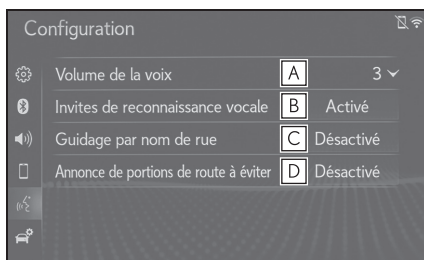 Configuration
Volume de la voix A 3
Invites de reconnaissance vocale B Activé
Guidage par nom de rue C Désactivé
Annonce de portions de route à éviter D Désactivé